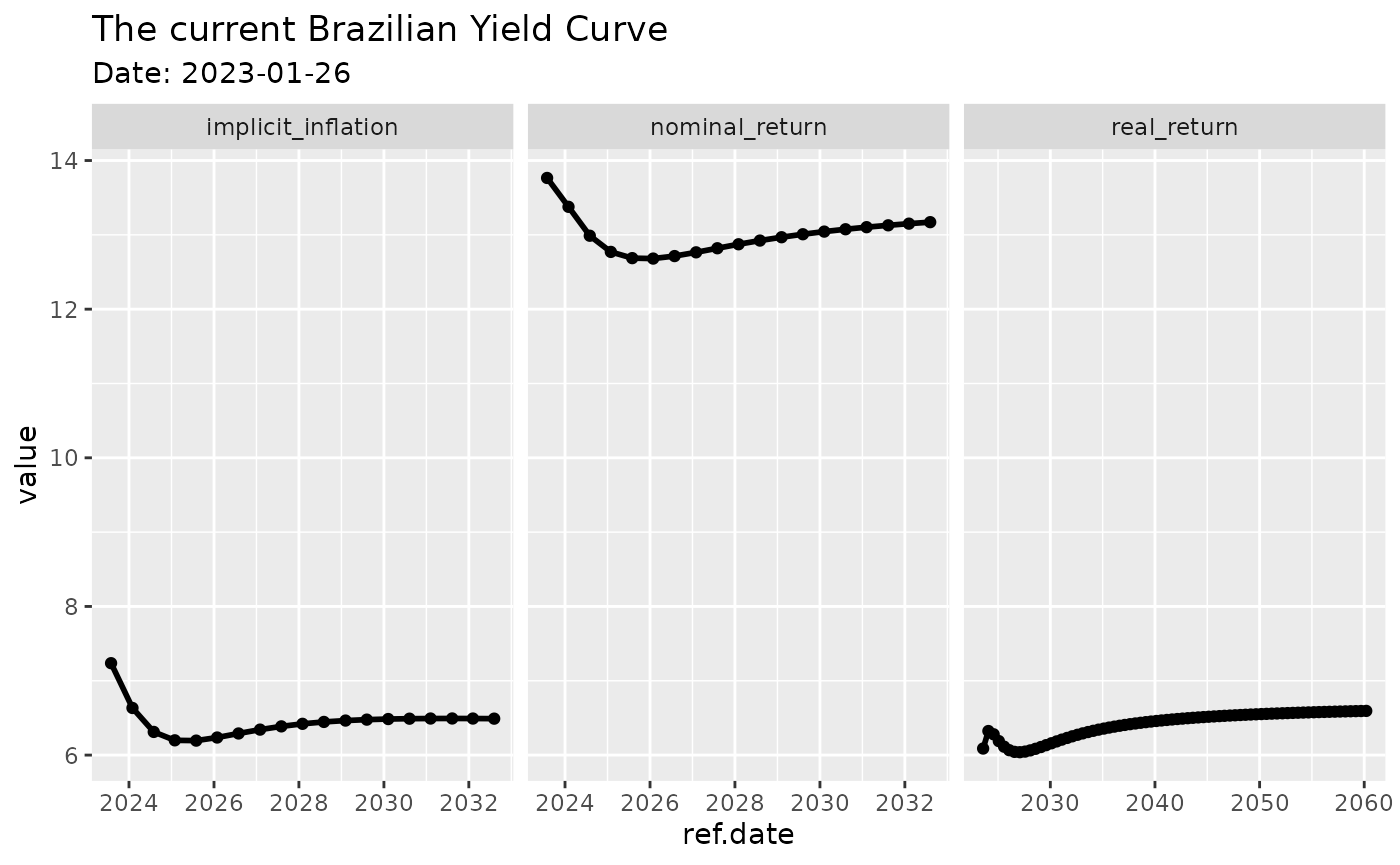 The current Brazilian Yield Curve
Date: 2023-01-26
implicit_inflation nominal_return real_return
14
12
10
8
6
value
2024 2026 2028 2030 2032 2024 2026 2028 2030 2032 2030 2040 2050 2060
ref.date